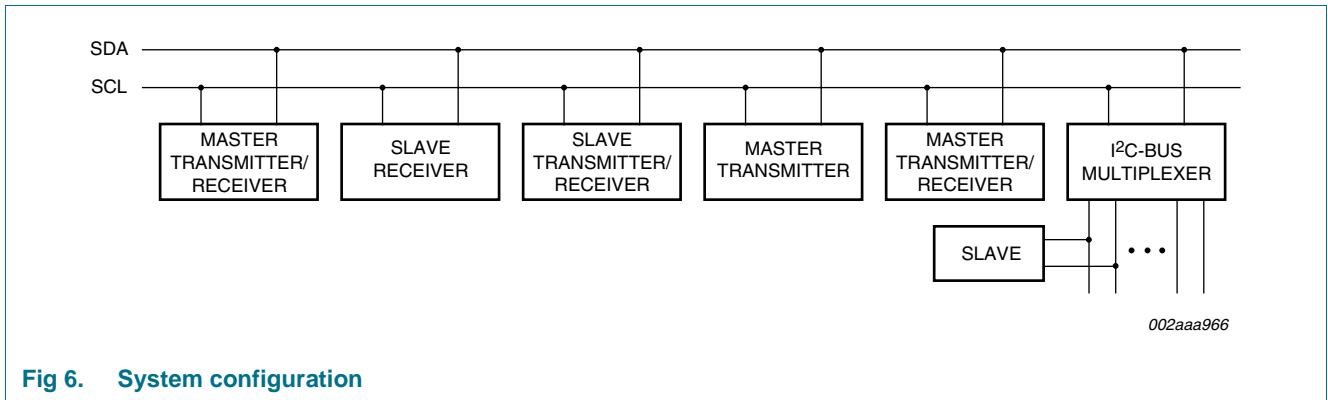 SDA
SCL
MASTER
TRANSMITTER/
RECEIVER
SLAVE
RECEIVER
SLAVE
TRANSMITTER/
RECEIVER
MASTER
TRANSMITTER
MASTER
TRANSMITTER/
RECEIVER
I²C-BUS
MULTIPLEXER
SLAVE
002aaa966
Fig 6. System configuration